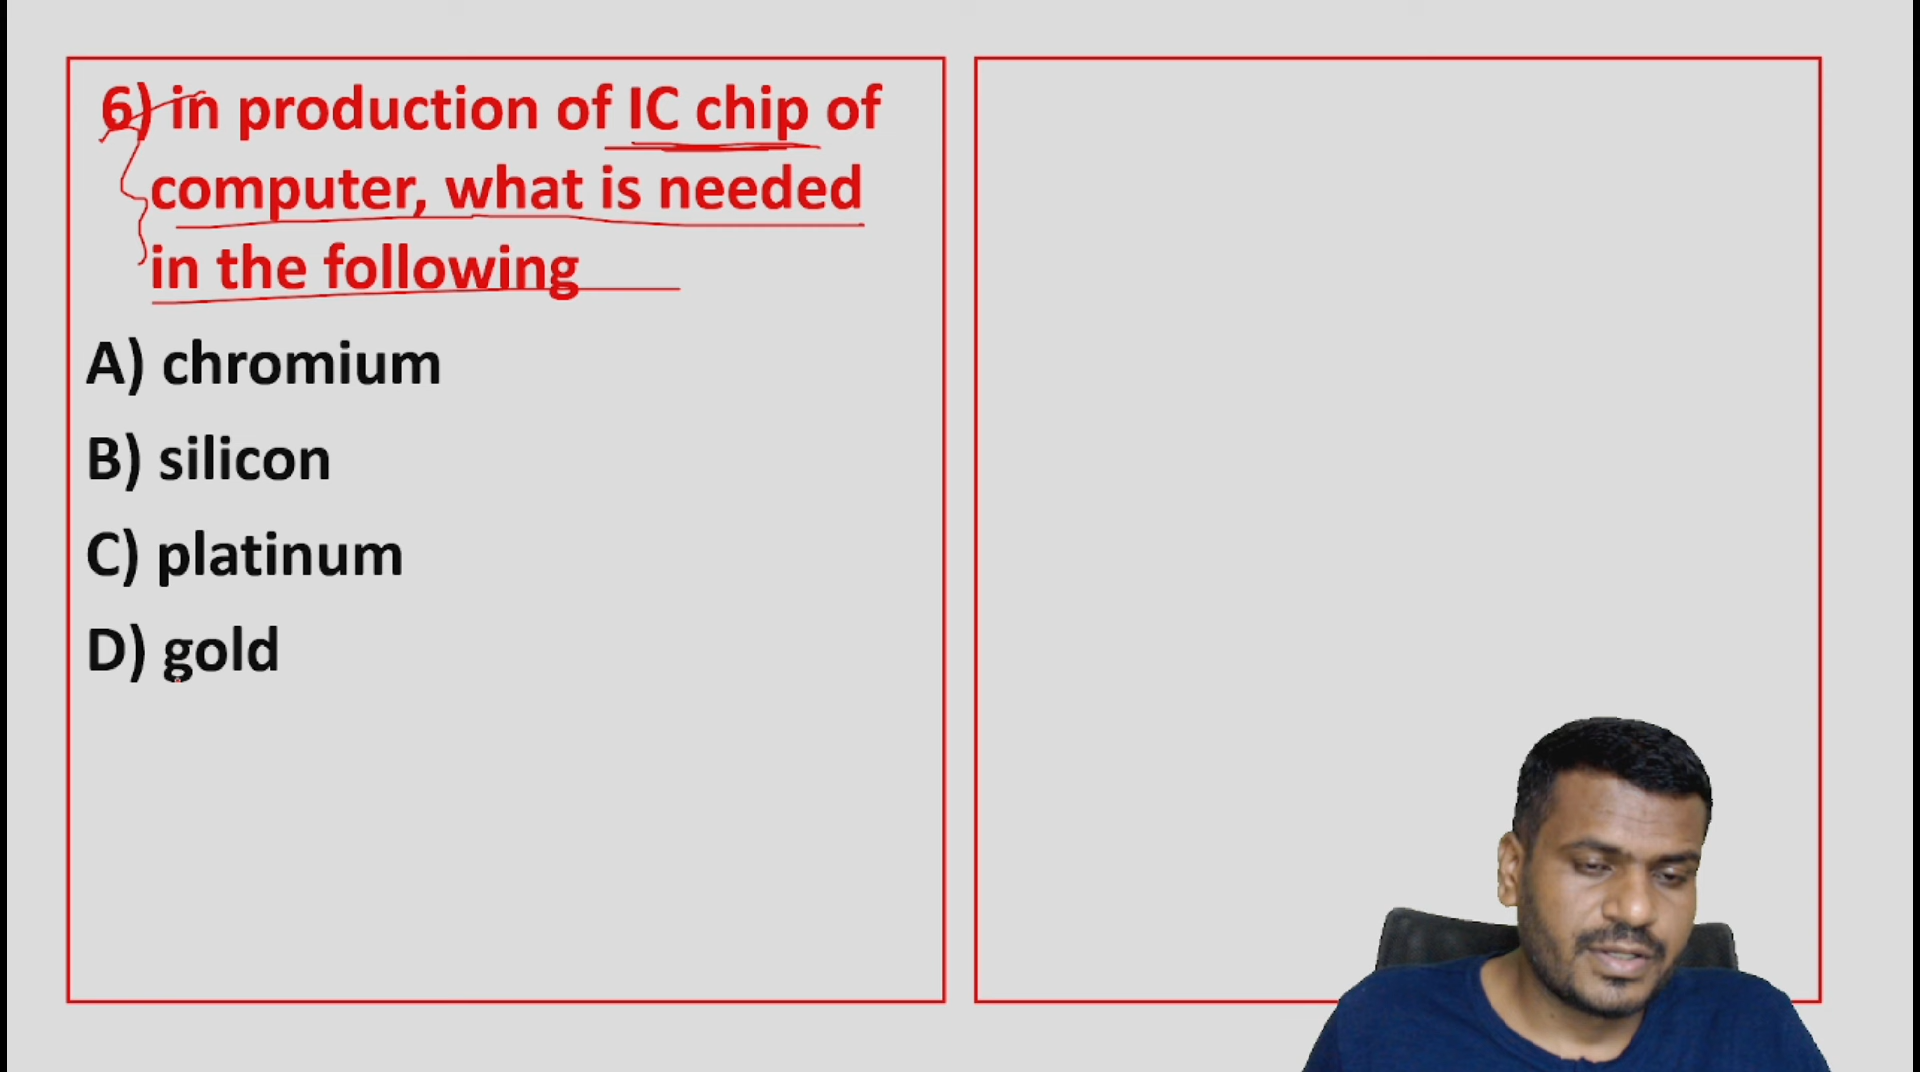 6) in production of IC chip of
computer, what is needed
in the following
A) chromium
B) silicon
C) platinum
D) gold